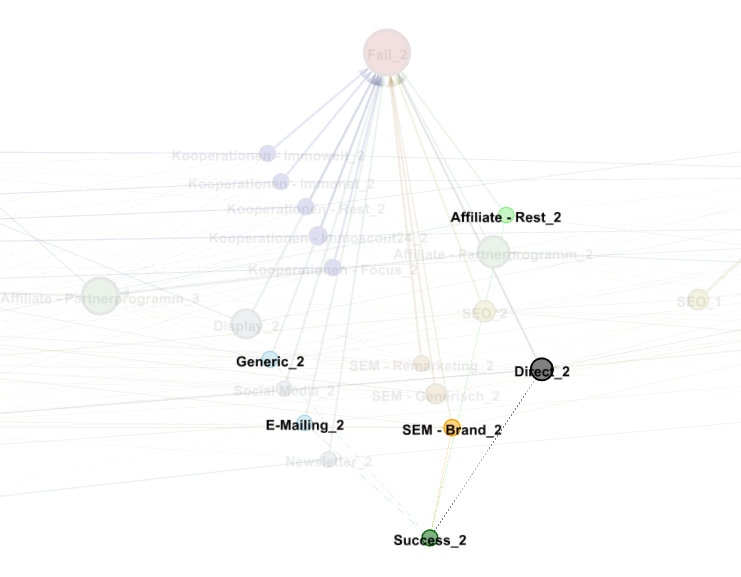 Fail_2
Kooperationen - Immowelt_2
Kooperationen - Immonet_2
Kooperationen - Rest_2
Affiliate - Rest_2
Kooperationen - Immoscout24_2
Affiliate - Partnerprogramm_2
Kooperationen - Focus_2
Affiliate - Partnerprogramm_3
SEO_1
SEO_2
Display_2
Generic_2
SEM - Remarketing_2
Direct_2
Social Media_2
SEM - Generisch_2
E-Mailing_2
SEM - Brand_2
Newsletter_2
Success_2